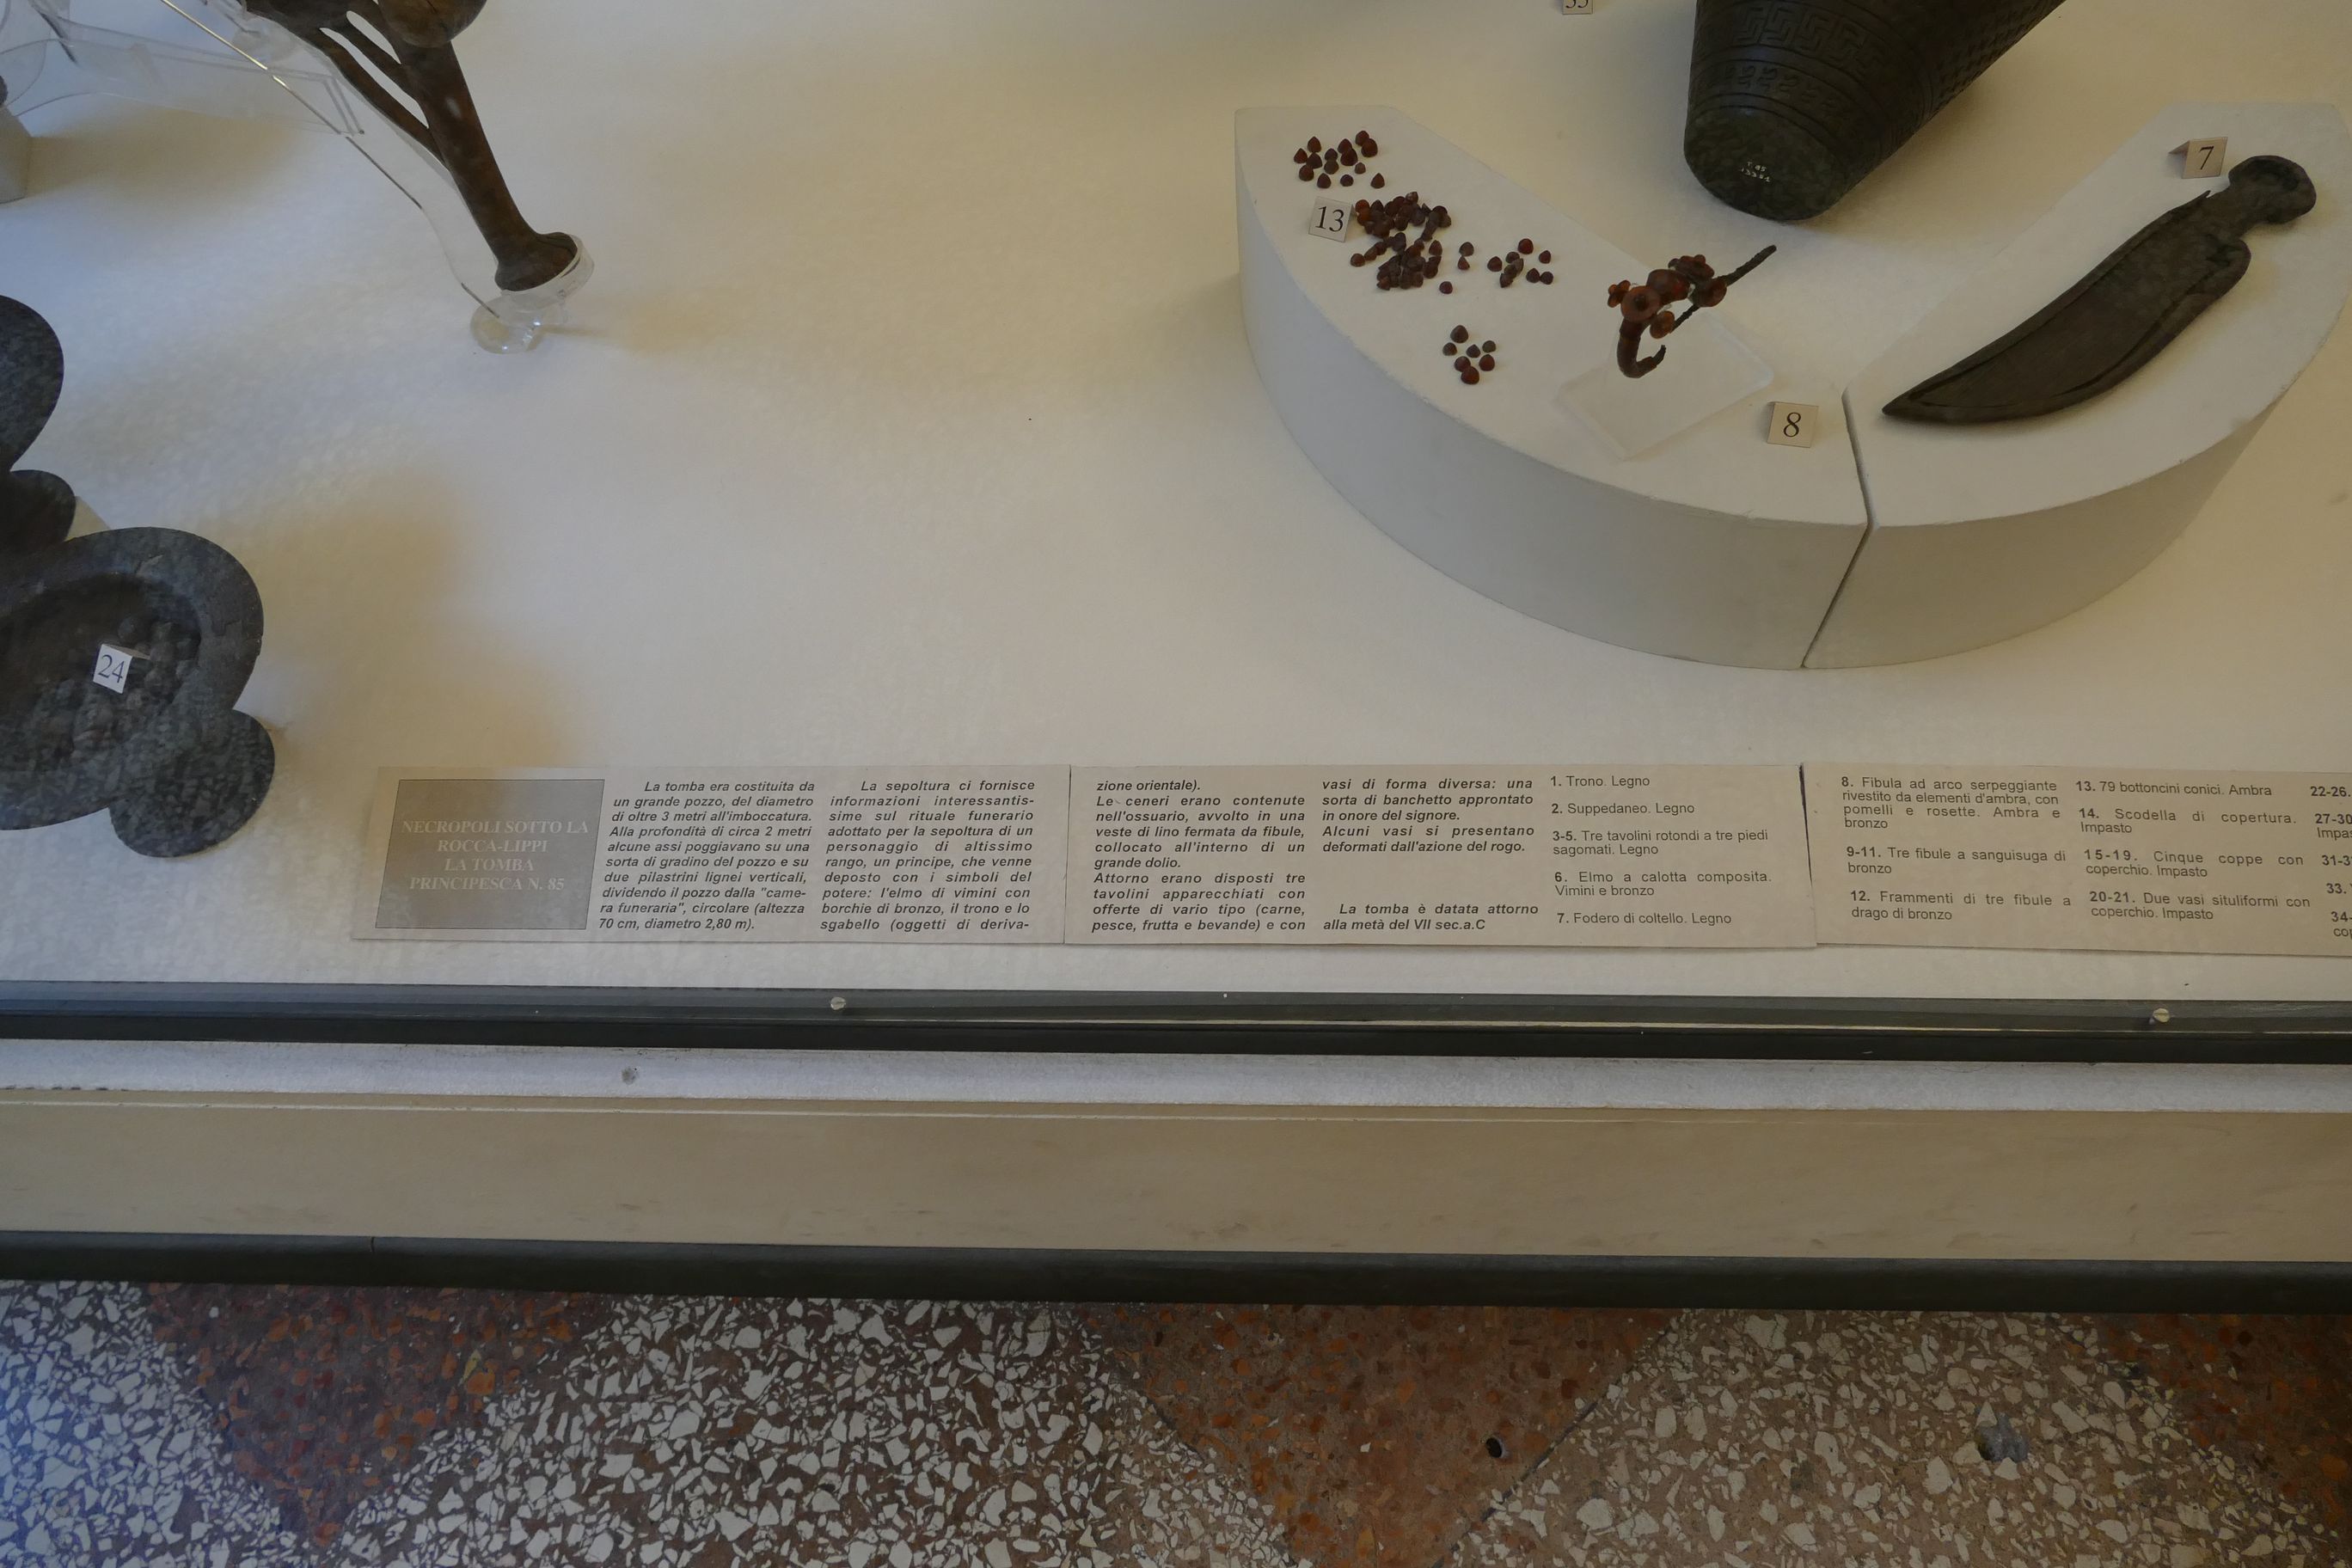 35
7
13
8
24
NECROPOLI SOTTO LA
ROCCA-LIPPI
LA TOMBA
PRINCIPESCA N. 85
La tomba era costituita da
un grande pozzo, del diametro
di oltre 3 metri all'imboccatura.
Alla profondità di circa 2 metri
alcune assi poggiavano su una
sorta di gradino del pozzo e su
due pilastrini lignei verticali,
dividendo il pozzo dalla "came-
ra funeraria", circolare (altezza
70 cm, diametro 2,80 m).
La sepoltura ci fornisce
informazioni interessantis-
sime sul rituale funerario
adottato per la sepoltura di un
personaggio di altissimo
rango, un principe, che venne
deposto con i simboli del
potere: l'elmo di vimini con
borchie di bronzo, il trono e lo
sgabello (oggetti di deriva-
zione orientale).
Le ceneri erano contenute
nell'ossuario, avvolto in una
veste di lino fermata da fibule,
collocato all'interno di un
grande dolio.
Attorno erano disposti tre
tavolini apparecchiati con
offerte di vario tipo (carne,
pesce, frutta e bevande) e con
vasi di forma diversa: una
sorta di banchetto approntato
in onore del signore.
Alcuni vasi si presentano
deformati dall'azione del rogo.
La tomba è datata attorno
alla metà del VII sec.a.C
1. Trono. Legno
2. Suppedaneo. Legno
3-5. Tre tavolini rotondi a tre piedi
sagomati. Legno
6. Elmo a calotta composita.
Vimini e bronzo
7. Fodero di coltello. Legno
8. Fibula ad arco serpeggiante
rivestito da elementi d'ambra, con
pomelli e rosette. Ambra e
bronzo
9-11. Tre fibule a sanguisuga di
bronzo
12. Frammenti di tre fibule a
drago di bronzo
13. 79 bottoncini conici. Ambra
14. Scodella di copertura.
Impasto
15-19. Cinque coppe con
coperchio. Impasto
20-21. Due vasi situliformi con
coperchio. Impasto
22-26.
27-30
Impas
31-3
33.
34-
cop